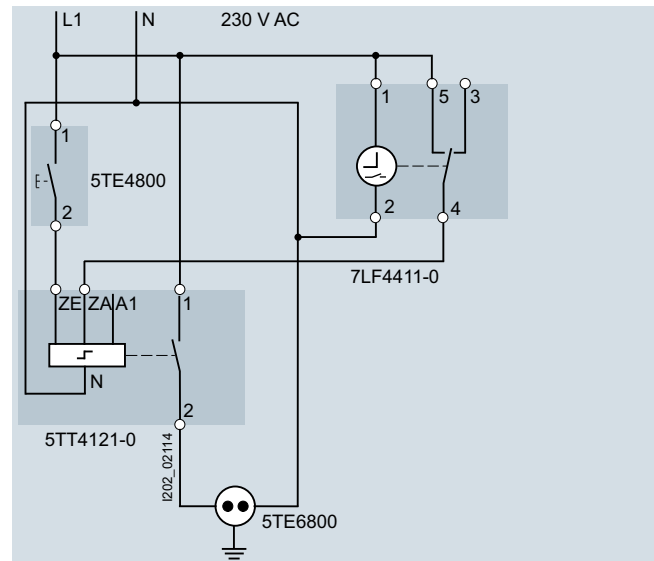 L1 N 230 V AC
1 5 3
1
5TE4800
2
2 4
7LF4411-0
ZE ZA A1 1
N
2
5TT4121-0
I202_02114
5TE6800